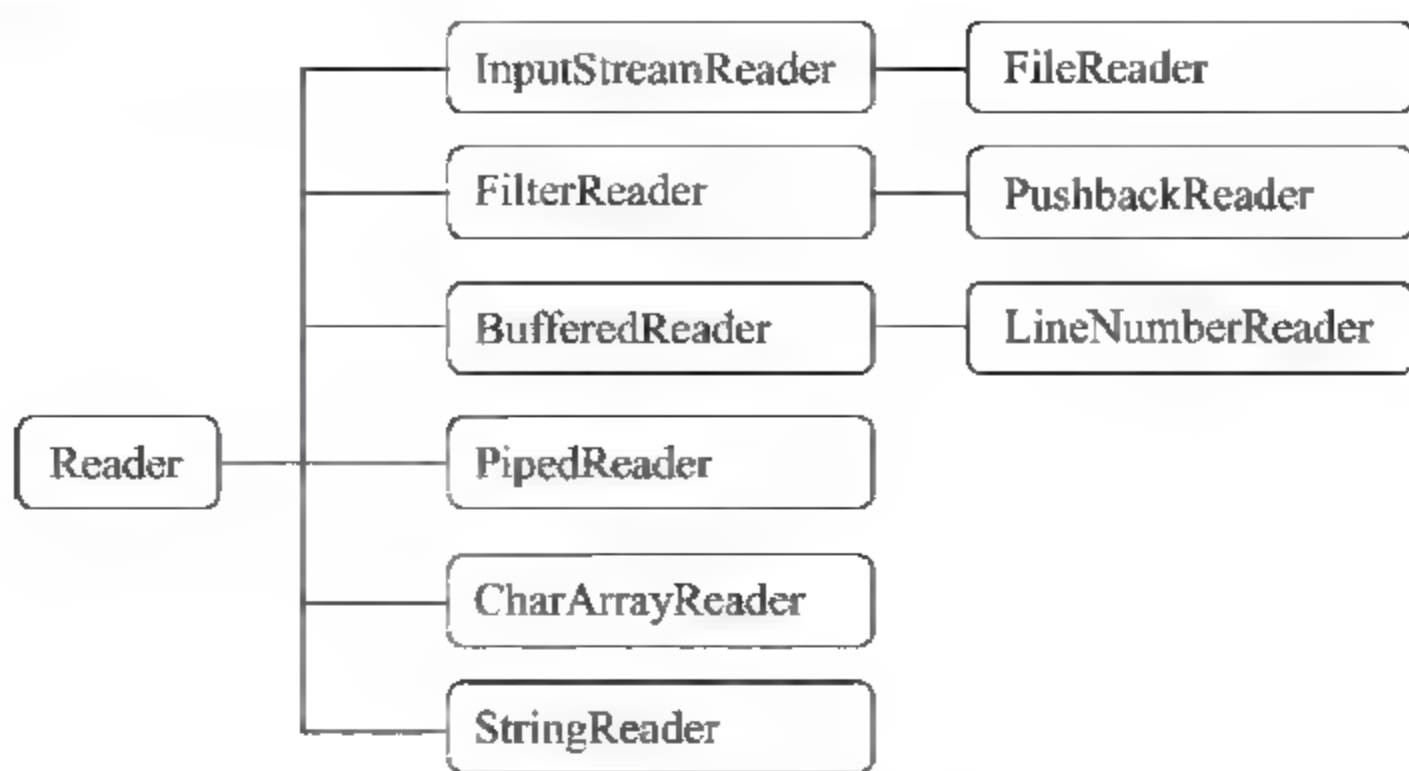 InputStreamReader
FileReader
FilterReader
PushbackReader
BufferedReader
LineNumberReader
Reader
PipedReader
CharArrayReader
StringReader